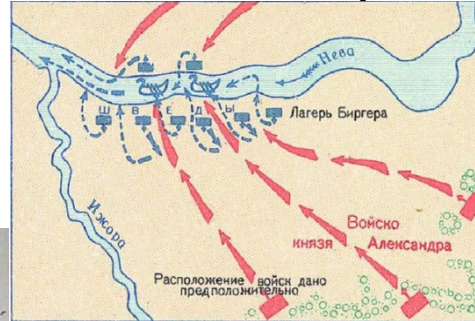 Нева
Ш В Е Д Ы
Лагерь Биргера
Ижора
Войско
князя Александра
Расположение войск дано
предположительно